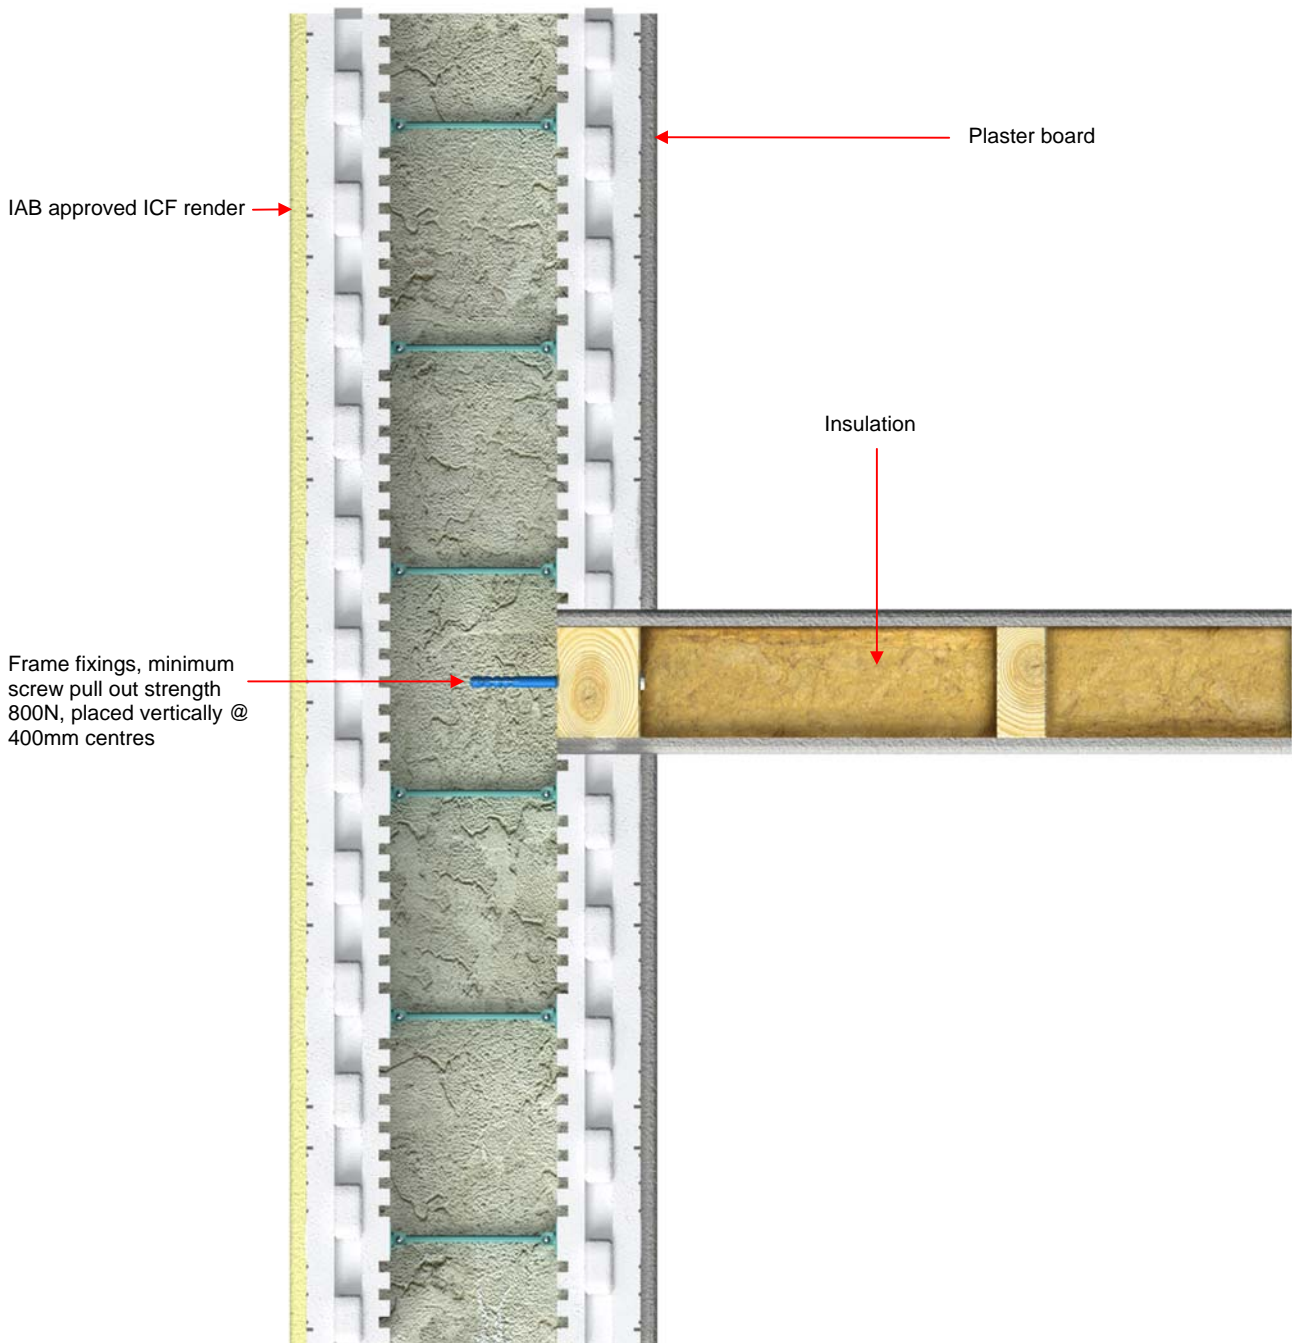 Plaster board
IAB approved ICF render
Insulation
Frame fixings, minimum
screw pull out strength
800N, placed vertically @
400mm centres